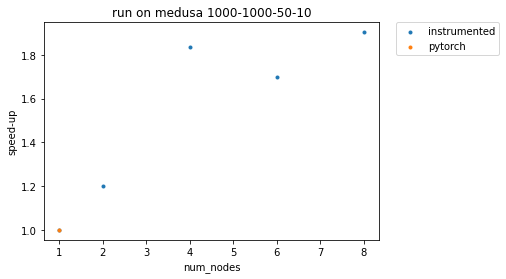 run on medusa 1000-1000-50-10
instrumented
pytorch
1.8
1.6
1.4
1.2
1.0
speed-up
1 2 3 4 5 6 7 8
num_nodes